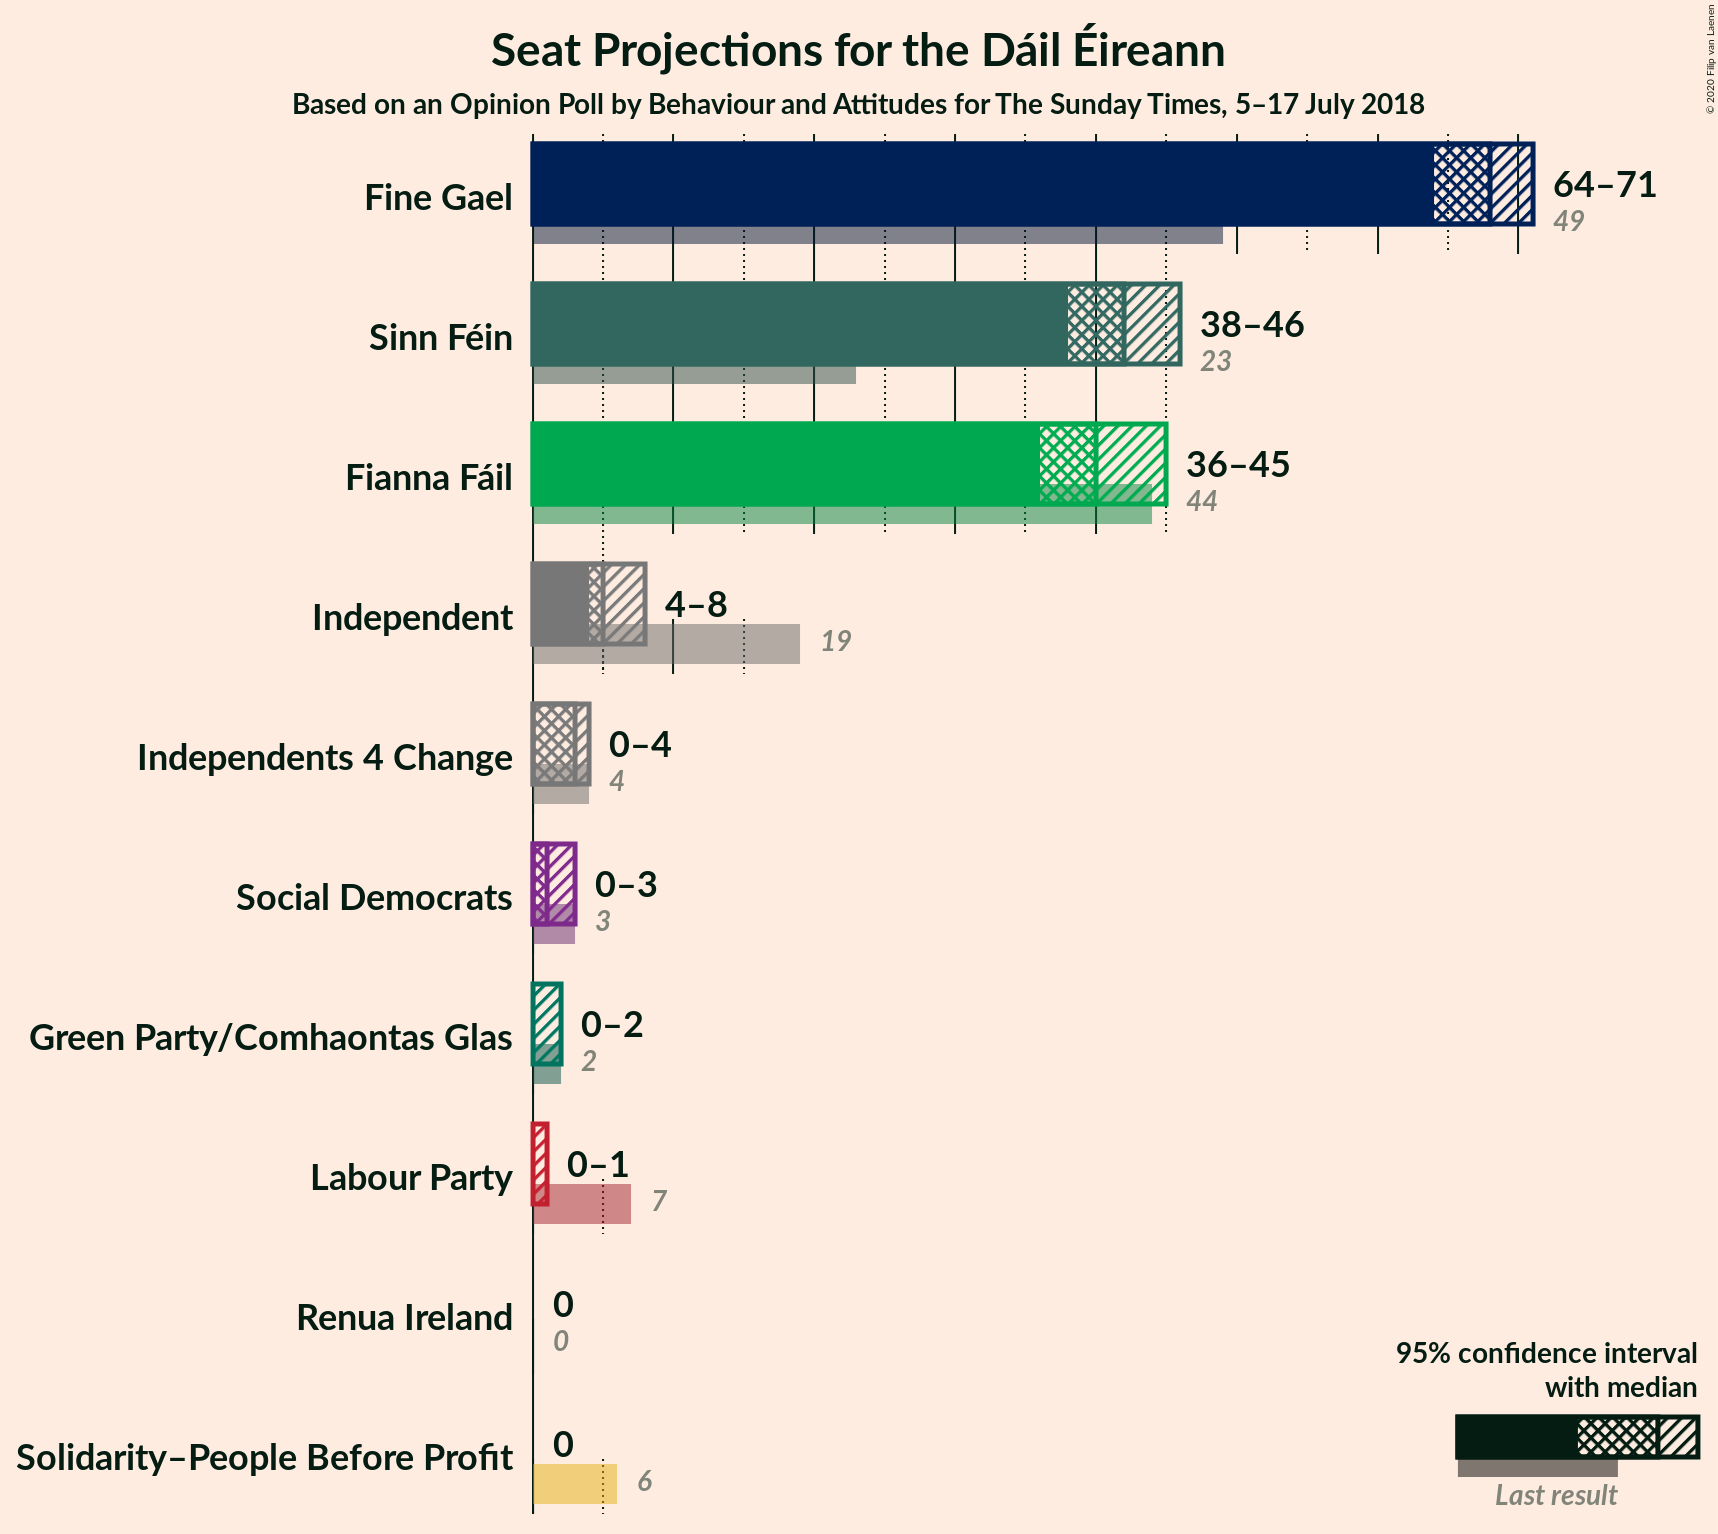 Seat Projections for the Dáil Éireann
Based on an Opinion Poll by Behaviour and Attitudes for The Sunday Times, 5–17 July 2018
© 2020 Filip van Laenen
Fine Gael
64–71
49
Sinn Féin
38–46
23
Fianna Fáil
36–45
44
Independent
4–8
19
Independents 4 Change
0–4
4
Social Democrats
0–3
3
Green Party/Comhaontas Glas
0–2
2
Labour Party
0–1
7
Renua Ireland
0
0
Solidarity–People Before Profit
0
6
95% confidence interval
with median
Last result